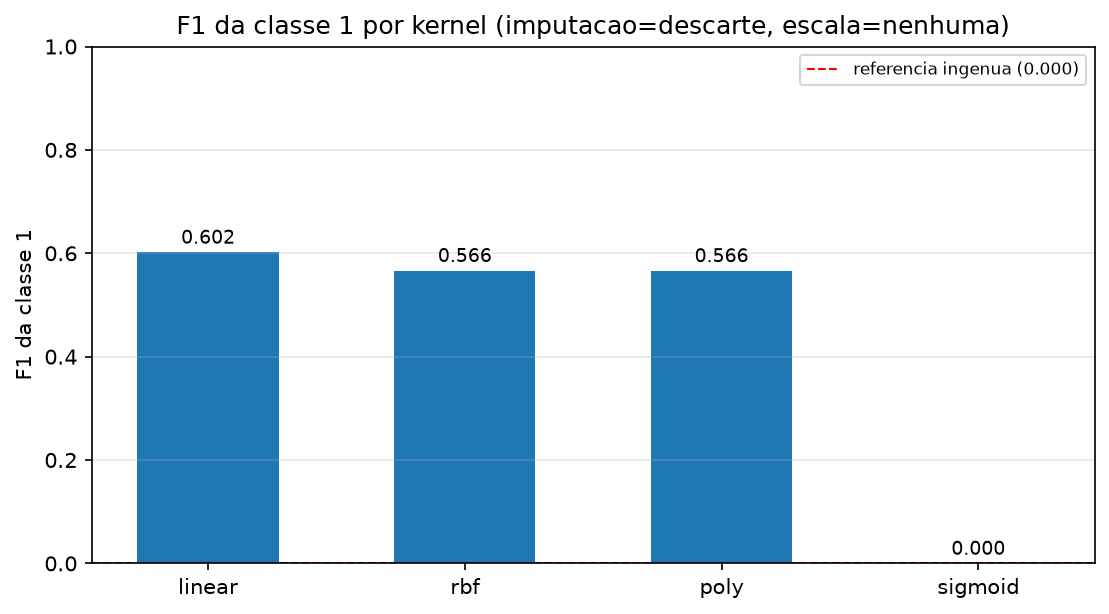 F1 da classe 1 por kernel (imputacao=descarte, escala=nenhuma)
referencia ingenua (0.000)
F1 da classe 1
1.0
0.8
0.6
0.4
0.2
0.0
0.602
0.566
0.566
0.000
linear
rbf
poly
sigmoid